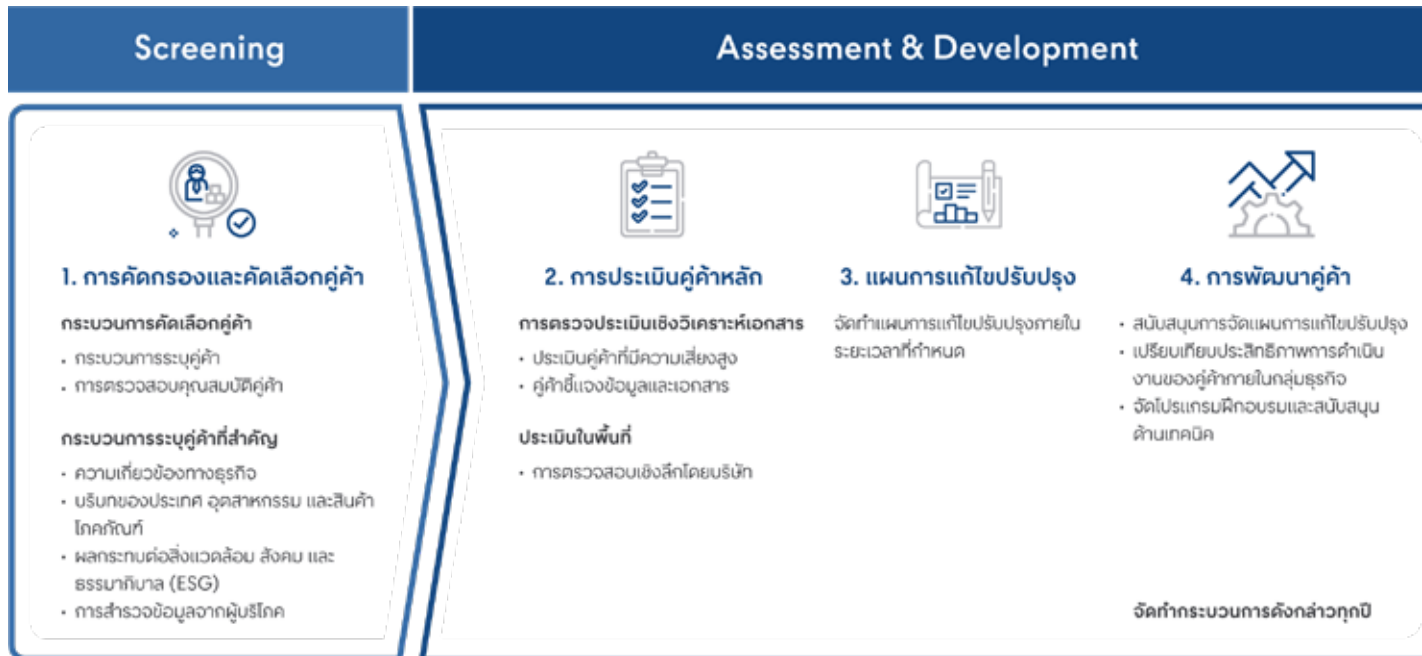 Screening
Assessment & Development
1. การคัดกรองและคัดเลือกคู่ค้า
กระบวนการคัดเลือกคู่ค้า
• กระบวนการระบุคู่ค้า
• การตรวจสอบคุณสมบัติคู่ค้า
กระบวนการระบุคู่ค้าที่สำคัญ
• ความเกี่ยวข้องทางธุรกิจ
• บริบทของประเทศ อุตสาหกรรม และสินค้า
โภคภัณฑ์
• ผลกระทบต่อสิ่งแวดล้อม สังคม และ
ธรรมาภิบาล (ESG)
• การสำรวจข้อมูลจากผู้บริโภค
2. การประเมินคู่ค้าหลัก
การตรวจประเมินเชิงวิเคราะห์เอกสาร
• ประเมินคู่ค้าที่มีความเสี่ยงสูง
• คู่ค้าชี้แจงข้อมูลและเอกสาร
ประเมินในพื้นที่
• การตรวจสอบเชิงลึกโดยบริษัท
3. แผนการแก้ไขปรับปรุง
จัดทำแผนการแก้ไขปรับปรุงภายใน
ระยะเวลาที่กำหนด
4. การพัฒนาคู่ค้า
• สนับสนุนการจัดแผนการแก้ไขปรับปรุง
• เปรียบเทียบประสิทธิภาพการดำเนิน
งานของคู่ค้าภายในกลุ่มธุรกิจ
• จัดโปรแกรมฝึกอบรมและสนับสนุน
ด้านเทคนิค
จัดทำกระบวนการดังกล่าวทุกปี